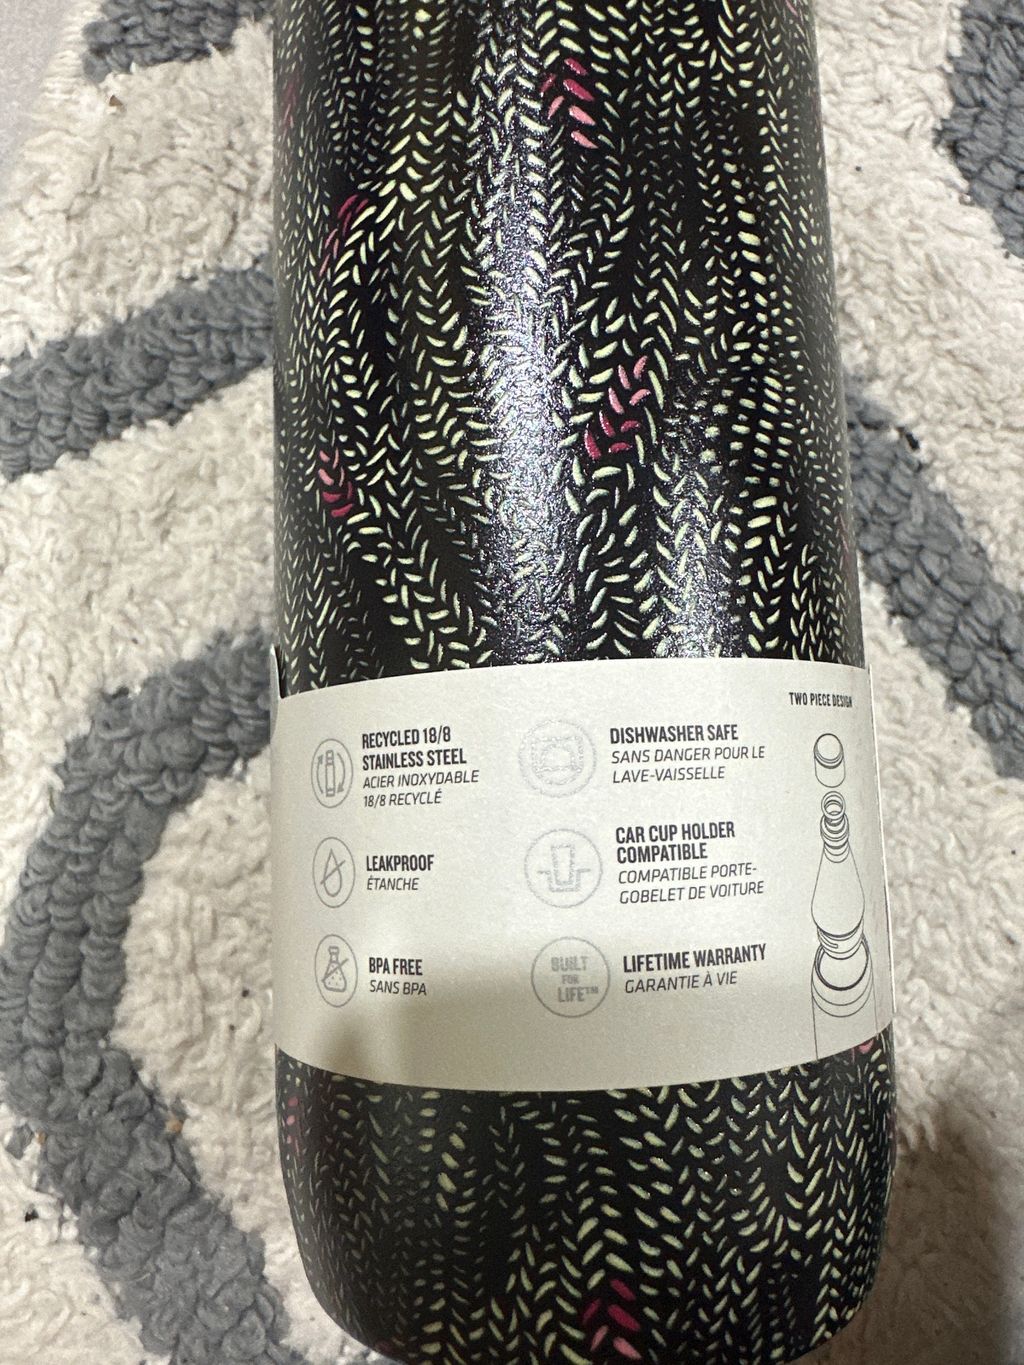 TWO PIECE DESIGN
RECYCLED 18/8
STAINLESS STEEL
ACIER INOXYDABLE
18/8 RECYCLÉ
LEAKPROOF
ÉTANCHE
BPA FREE
SANS BPA
DISHWASHER SAFE
SANS DANGER POUR LE
LAVE-VAISSELLE
CAR CUP HOLDER
COMPATIBLE
COMPATIBLE PORTE-
GOBELET DE VOITURE
BUILT
FOR
LIFE™
LIFETIME WARRANTY
GARANTIE À VIE